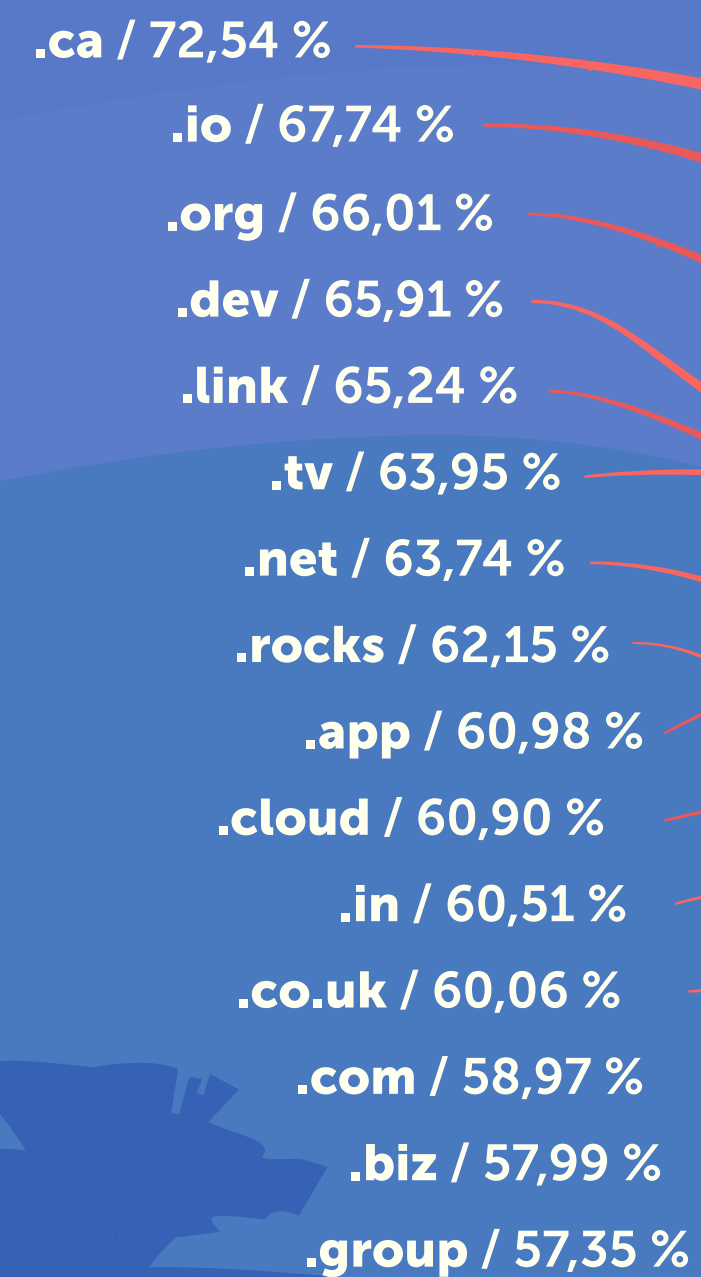 .ca / 72,54 %
.io / 67,74 %
.org / 66,01 %
.dev / 65,91 %
.link / 65,24 %
.tv / 63,95 %
.net / 63,74 %
.rocks / 62,15 %
.app / 60,98 %
.cloud / 60,90 %
.in / 60,51 %
.co.uk / 60,06 %
.com / 58,97 %
.biz / 57,99 %
.group / 57,35 %